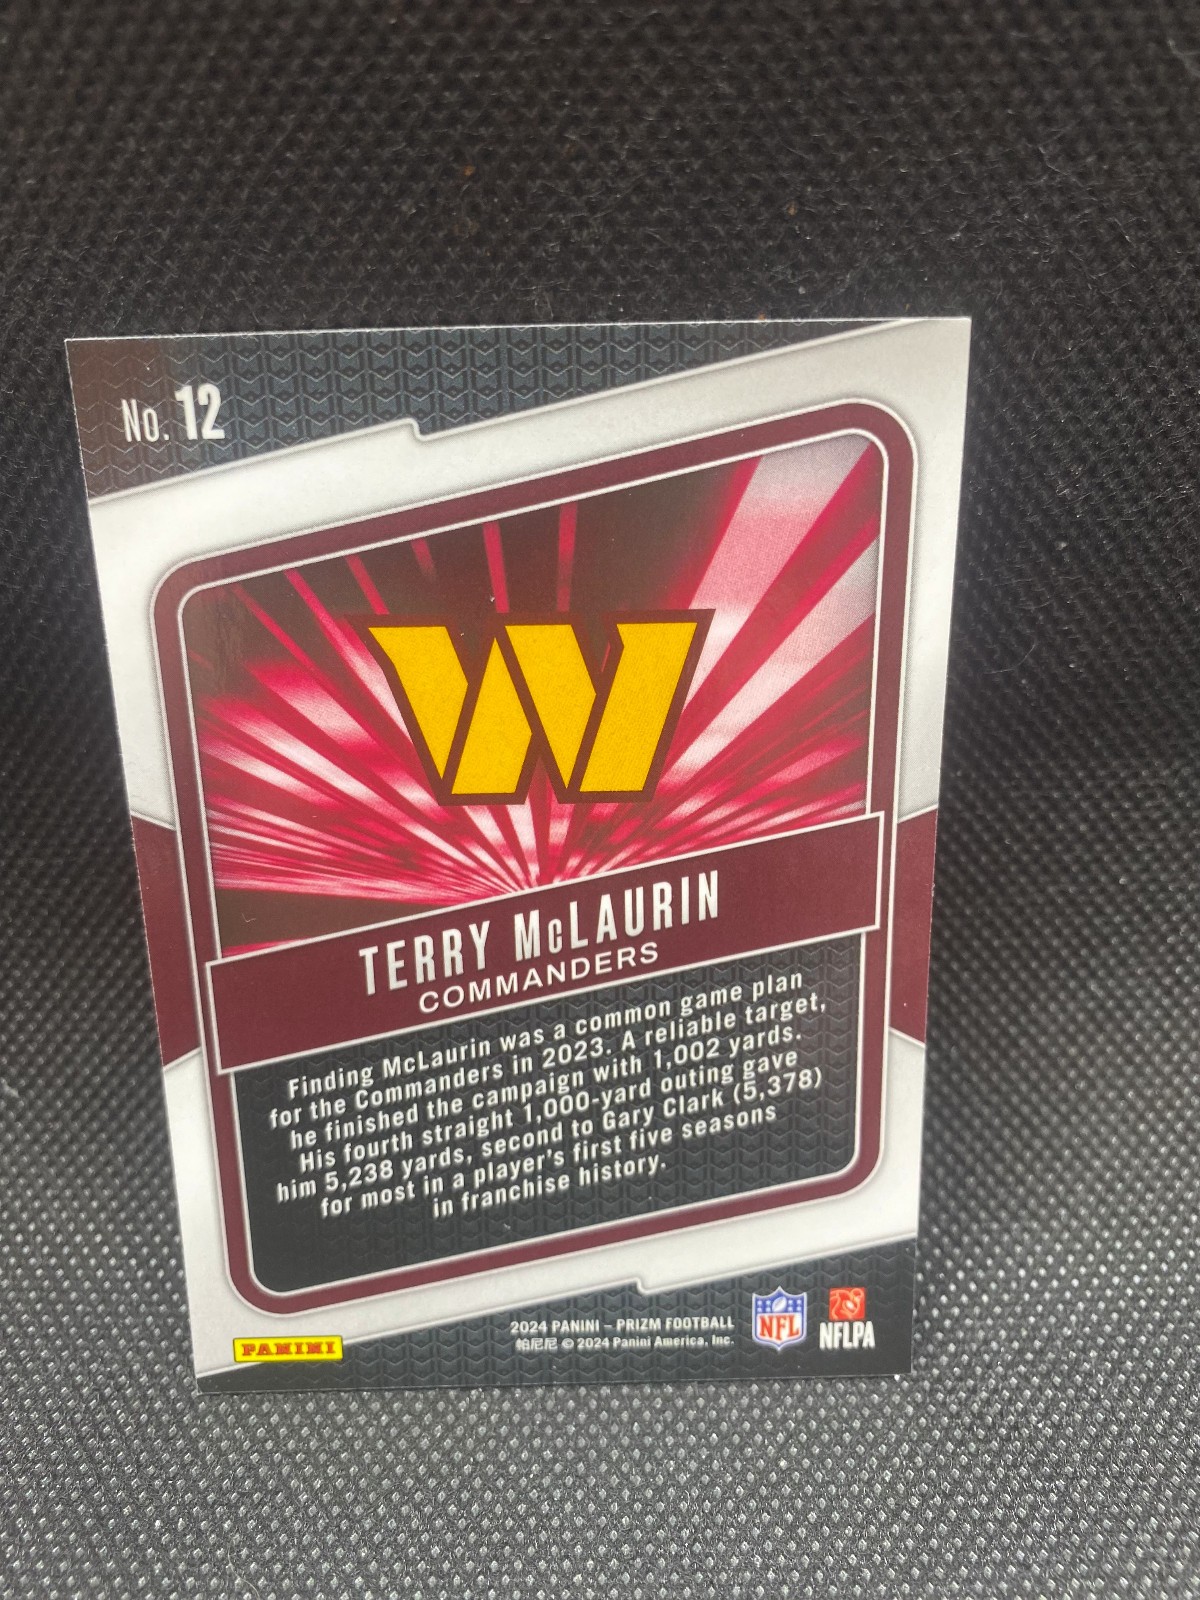 No. 12
W
TERRY McLAURIN
COMMANDERS
Finding McLaurin was a common game plan
for the Commanders in 2023. A reliable target,
he finished the campaign with 1,002 yards.
His fourth straight 1,000-yard outing gave
him 5,238 yards, second to Gary Clark (5,378)
for most in a player's first five seasons
in franchise history.
PANINI
2024 PANINI – PRIZM FOOTBALL
帕尼尼 © 2024 Panini America, Inc.
NFL
NFLPA